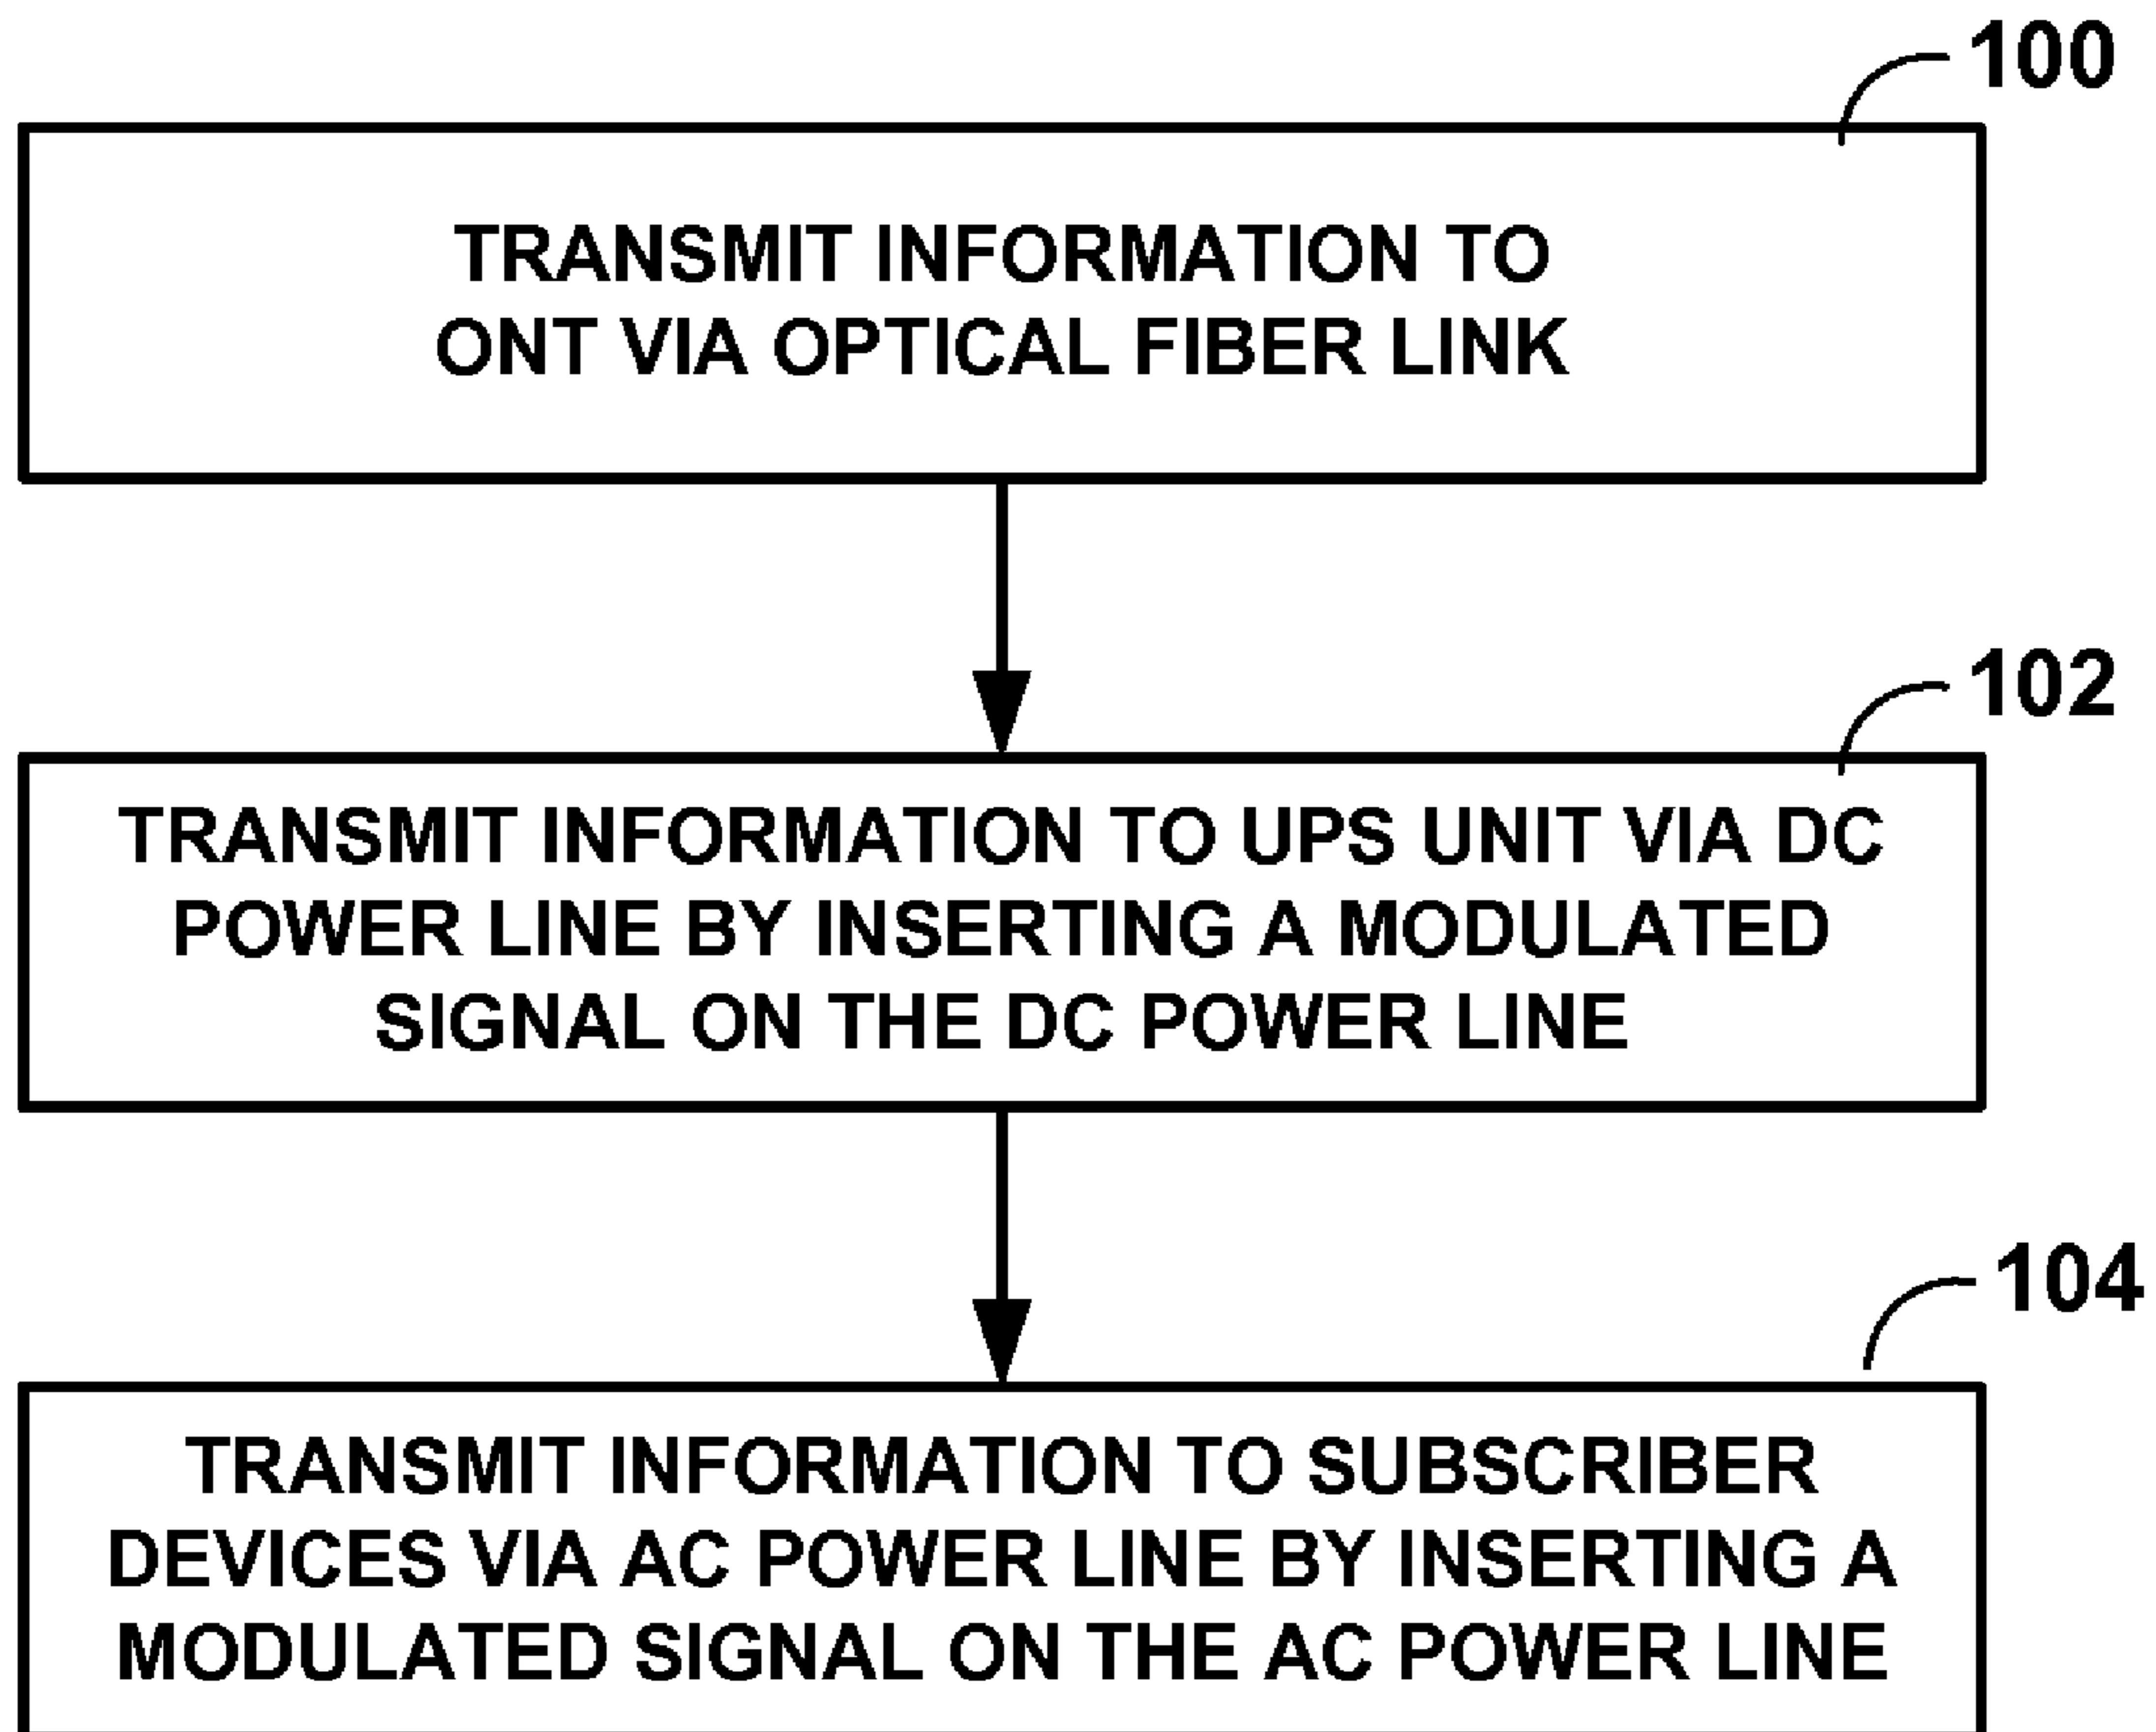 100
TRANSMIT INFORMATION TO
ONT VIA OPTICAL FIBER LINK
102
TRANSMIT INFORMATION TO UPS UNIT VIA DC
POWER LINE BY INSERTING A MODULATED
SIGNAL ON THE DC POWER LINE
104
TRANSMIT INFORMATION TO SUBSCRIBER
DEVICES VIA AC POWER LINE BY INSERTING A
MODULATED SIGNAL ON THE AC POWER LINE